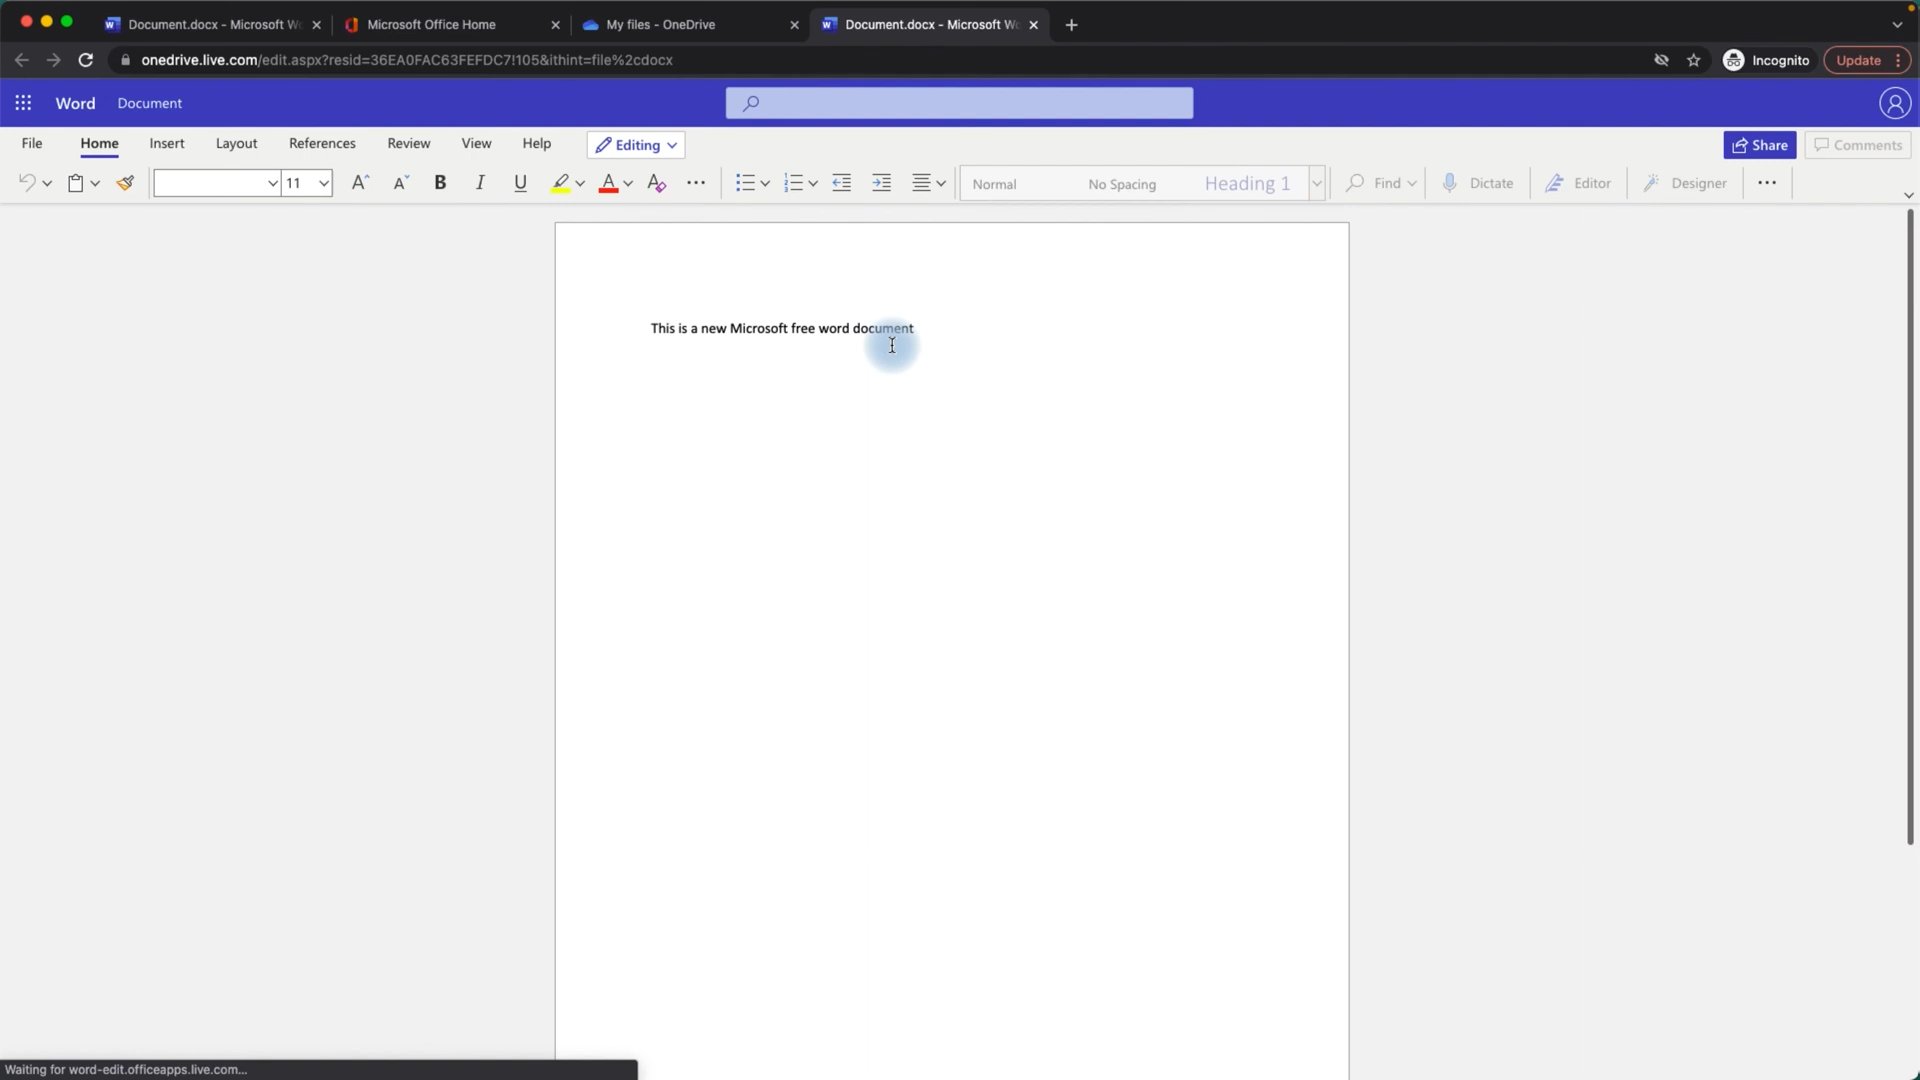 Document.docx - Microsoft Wo
Microsoft Office Home
My files - OneDrive
Document.docx - Microsoft Wo
onedrive.live.com/edit.aspx?resid=36EA0FAC63FEFDC7!105&ithint=file%2cdocx
Incognito
Update
Word
Document
File
Home
Insert
Layout
References
Review
View
Help
Editing
Share
Comments
11
Normal
No Spacing
Heading 1
Find
Dictate
Editor
Designer
This is a new Microsoft free word document
Waiting for word-edit.officeapps.live.com...